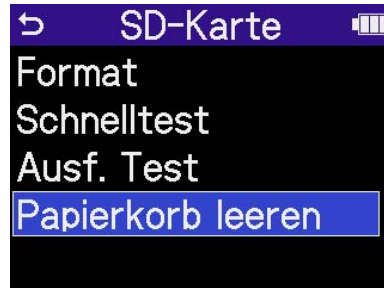 SD-Karte
Format
Schnelltest
Ausf. Test
Papierkorb leeren